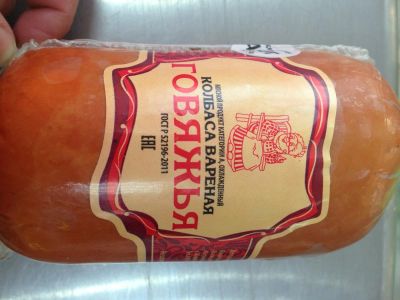 МЯСНОЙ ПРОДУКТ КАТЕГОРИИ А, ОХЛАЖДЕННЫЙ
КОЛБАСА ВАРЕНАЯ
ГОВЯЖЬЯ
ГОСТ Р 52196-2011
ЕАС